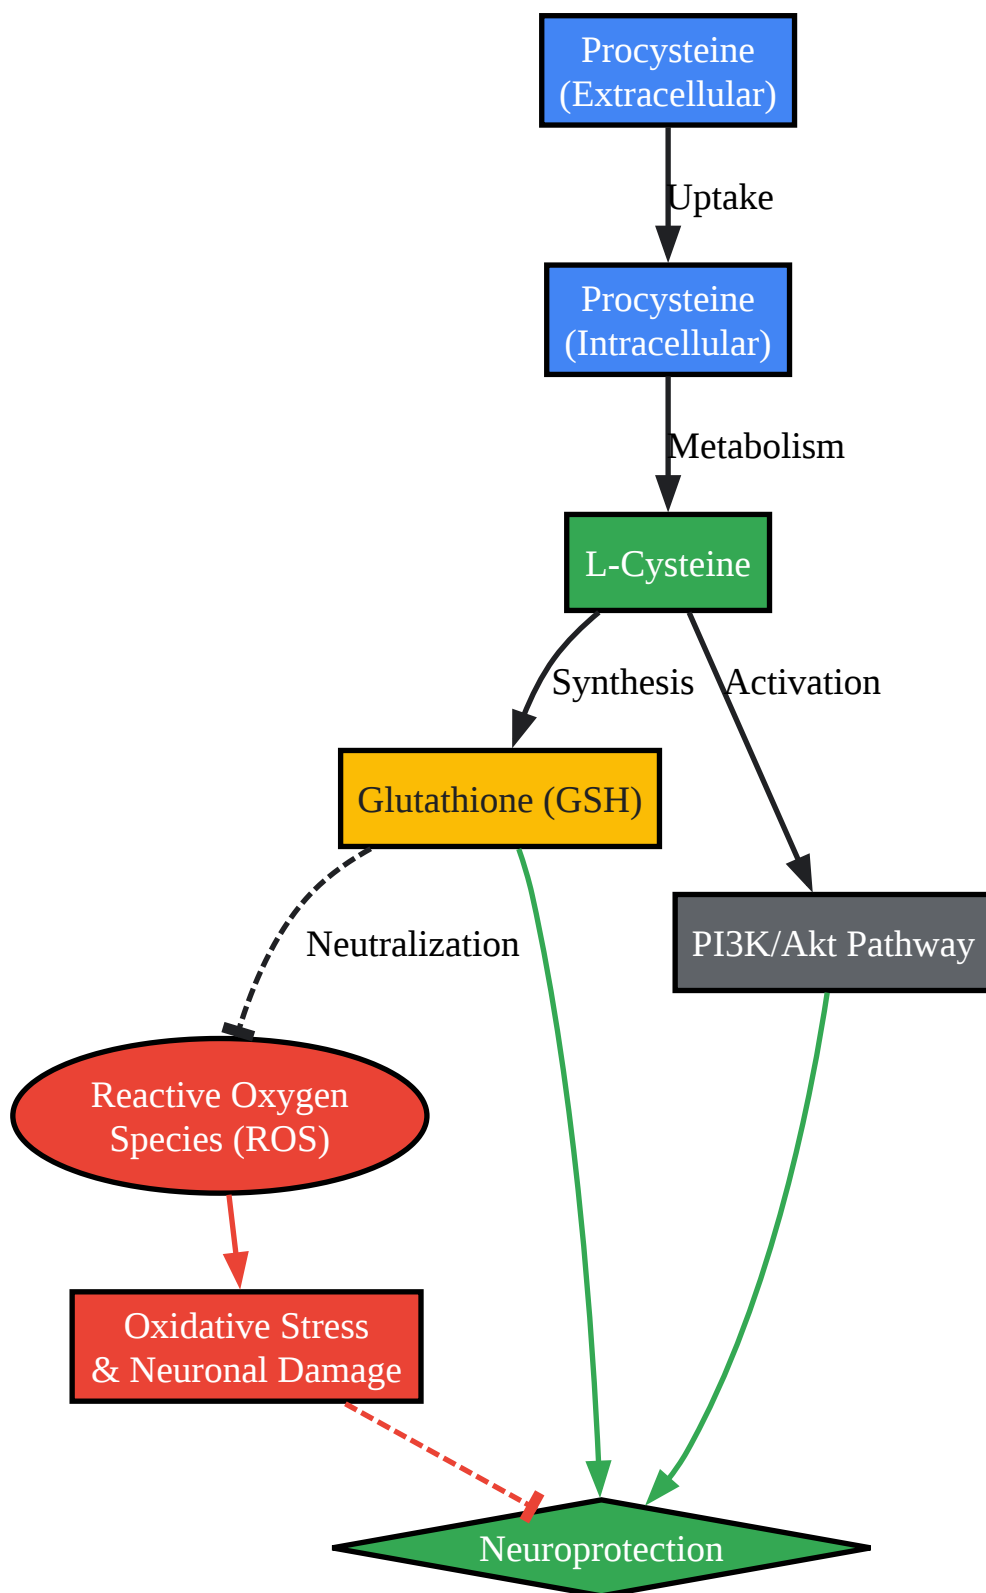 Procysteine
(Extracellular)
Uptake
Procysteine
(Intracellular)
Metabolism
L-Cysteine
Synthesis
Activation
Glutathione (GSH)
Neutralization
PI3K/Akt Pathway
Reactive Oxygen
Species (ROS)
Oxidative Stress
& Neuronal Damage
Neuroprotection